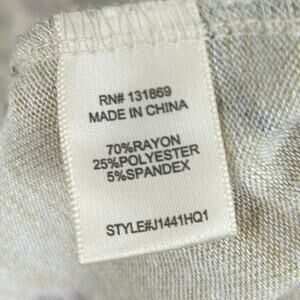 RN# 131869
MADE IN CHINA
70%RAYON
25%POLYESTER
5%SPANDEX
STYLE#J1441HQ1